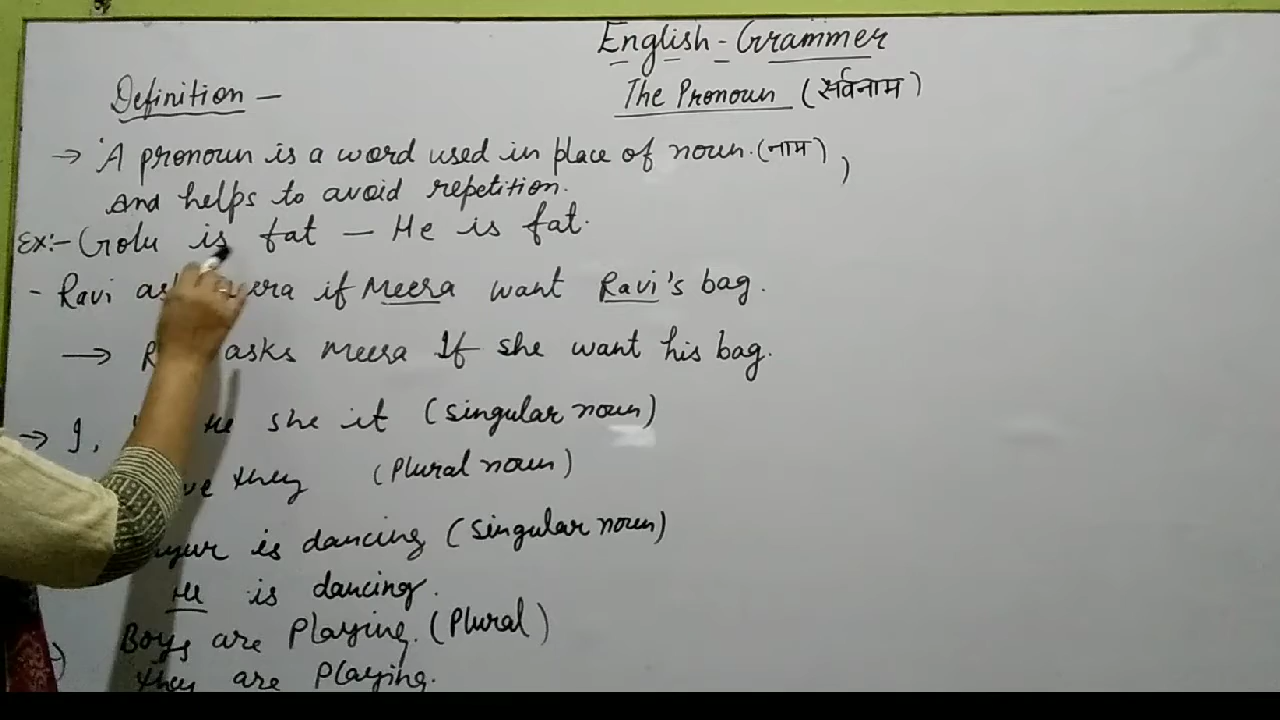 English - Grammer
The Pronoun (सर्वनाम)
Definition -
→ A pronoun is a word used in place of noun. (नाम),
And helps to avoid repetition.
Ex:- Golu is fat - He is fat.
- Ravi if Meera want Ravi's bag.
→ asks Meera If she want his bag.
→ I, He she it (Singular noun)
we they (Plural noun)
is dancing (Singular noun)
He is dancing.
Boys are Playing. (Plural)
they are Playing.